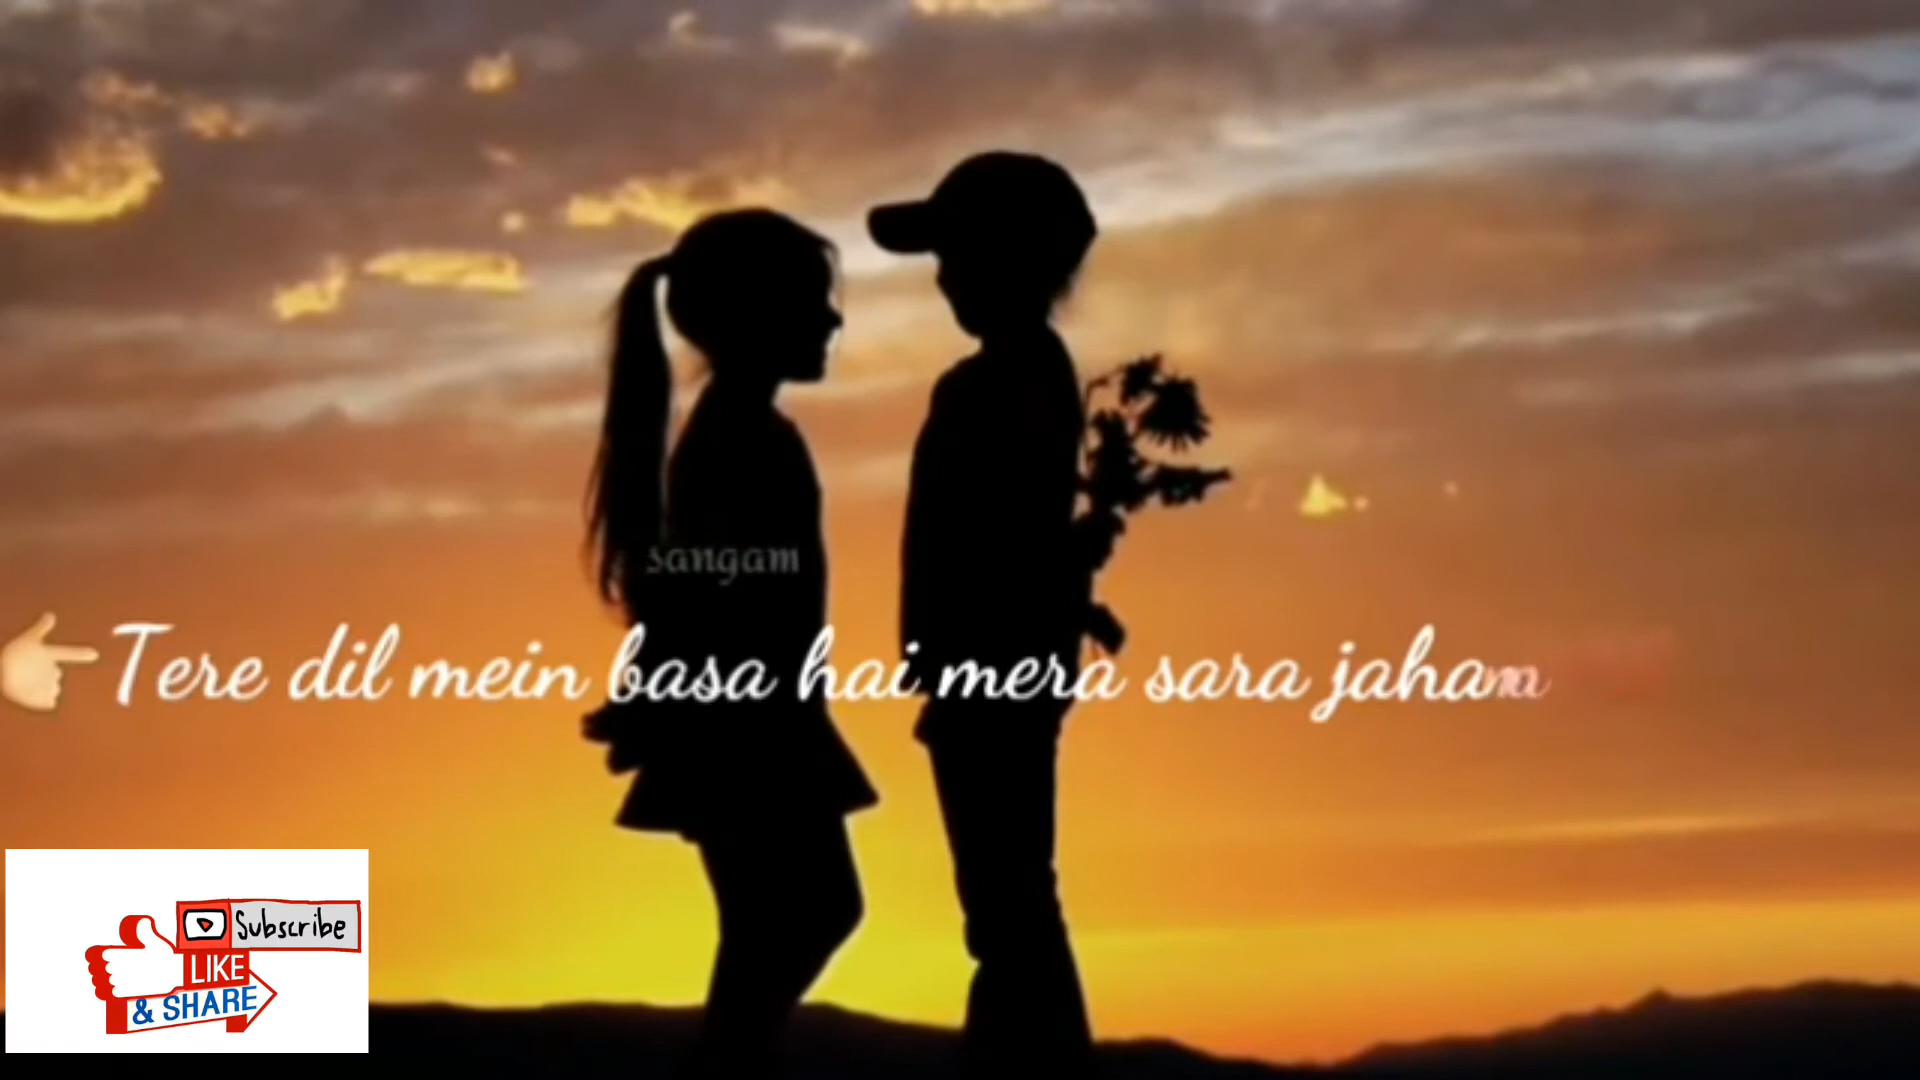 sangam
Tere dil mein basa hai mera sara jaha
Subscribe
LIKE
& SHARE